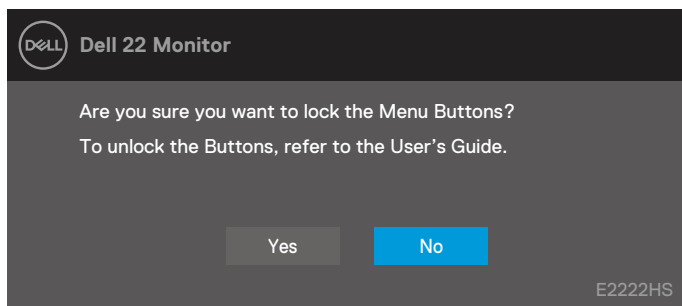 DELL Dell 22 Monitor
Are you sure you want to lock the Menu Buttons?
To unlock the Buttons, refer to the User’s Guide.
Yes No
E2222HS